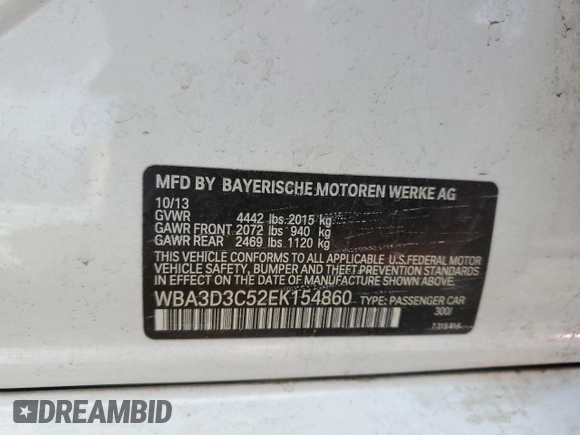 MFD BY BAYERISCHE MOTOREN WERKE AG
10/13
GVWR 4442 lbs 2015 kg
GAWR FRONT 2072 lbs 940 kg
GAWR REAR 2469 lbs 1120 kg
THIS VEHICLE CONFORMS TO ALL APPLICABLE U.S.FEDERAL MOTOR
VEHICLE SAFETY, BUMPER, AND THEFT PREVENTION STANDARDS
IN EFFECT ON THE DATE OF MANUFACTURE SHOWN ABOVE.
WBA3D3C52EK154860 TYPE: PASSENGER CAR
300/
DREAMBID